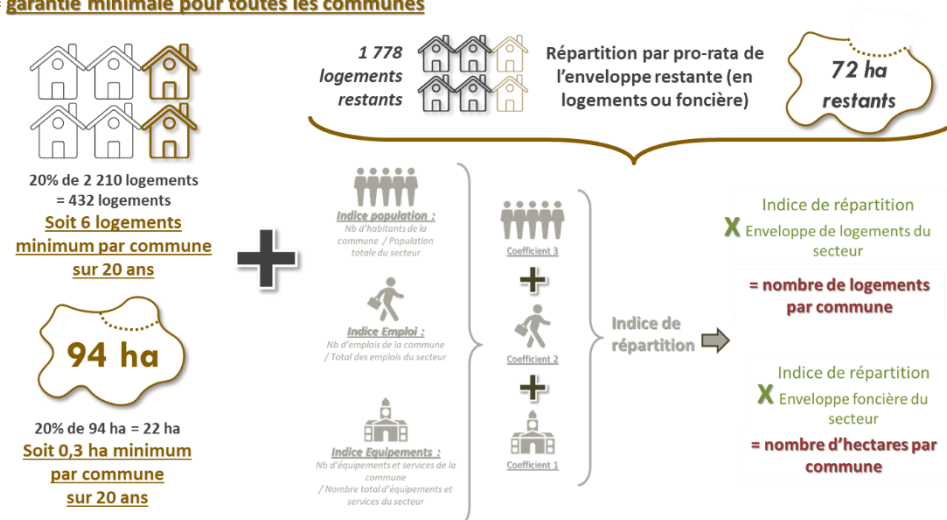 = garantie minimale pour toutes les communes
20% de 2 210 logements
= 432 logements
Soit 6 logements
minimum par commune
sur 20 ans
94 ha
20% de 94 ha = 22 ha
Soit 0,3 ha minimum
par commune
sur 20 ans
1 778
logements
restants
Répartition par pro-rata de
l'enveloppe restante (en
logements ou foncière)
72 ha
restants
Indice population :
Nb d'habitants de la
commune / Population
totale du secteur
Indice Emploi :
Nb d'emplois de la commune
/ Total des emplois du secteur
Indice Equipements :
Nb d'équipements et services de la
commune
/ Nombre total d'équipements et
services du secteur
Coefficient 3
Coefficient 2
Coefficient 1
Indice de
répartition
Indice de répartition
X Enveloppe de logements du
secteur
= nombre de logements
par commune
Indice de répartition
X Enveloppe foncière du
secteur
= nombre d'hectares par
commune